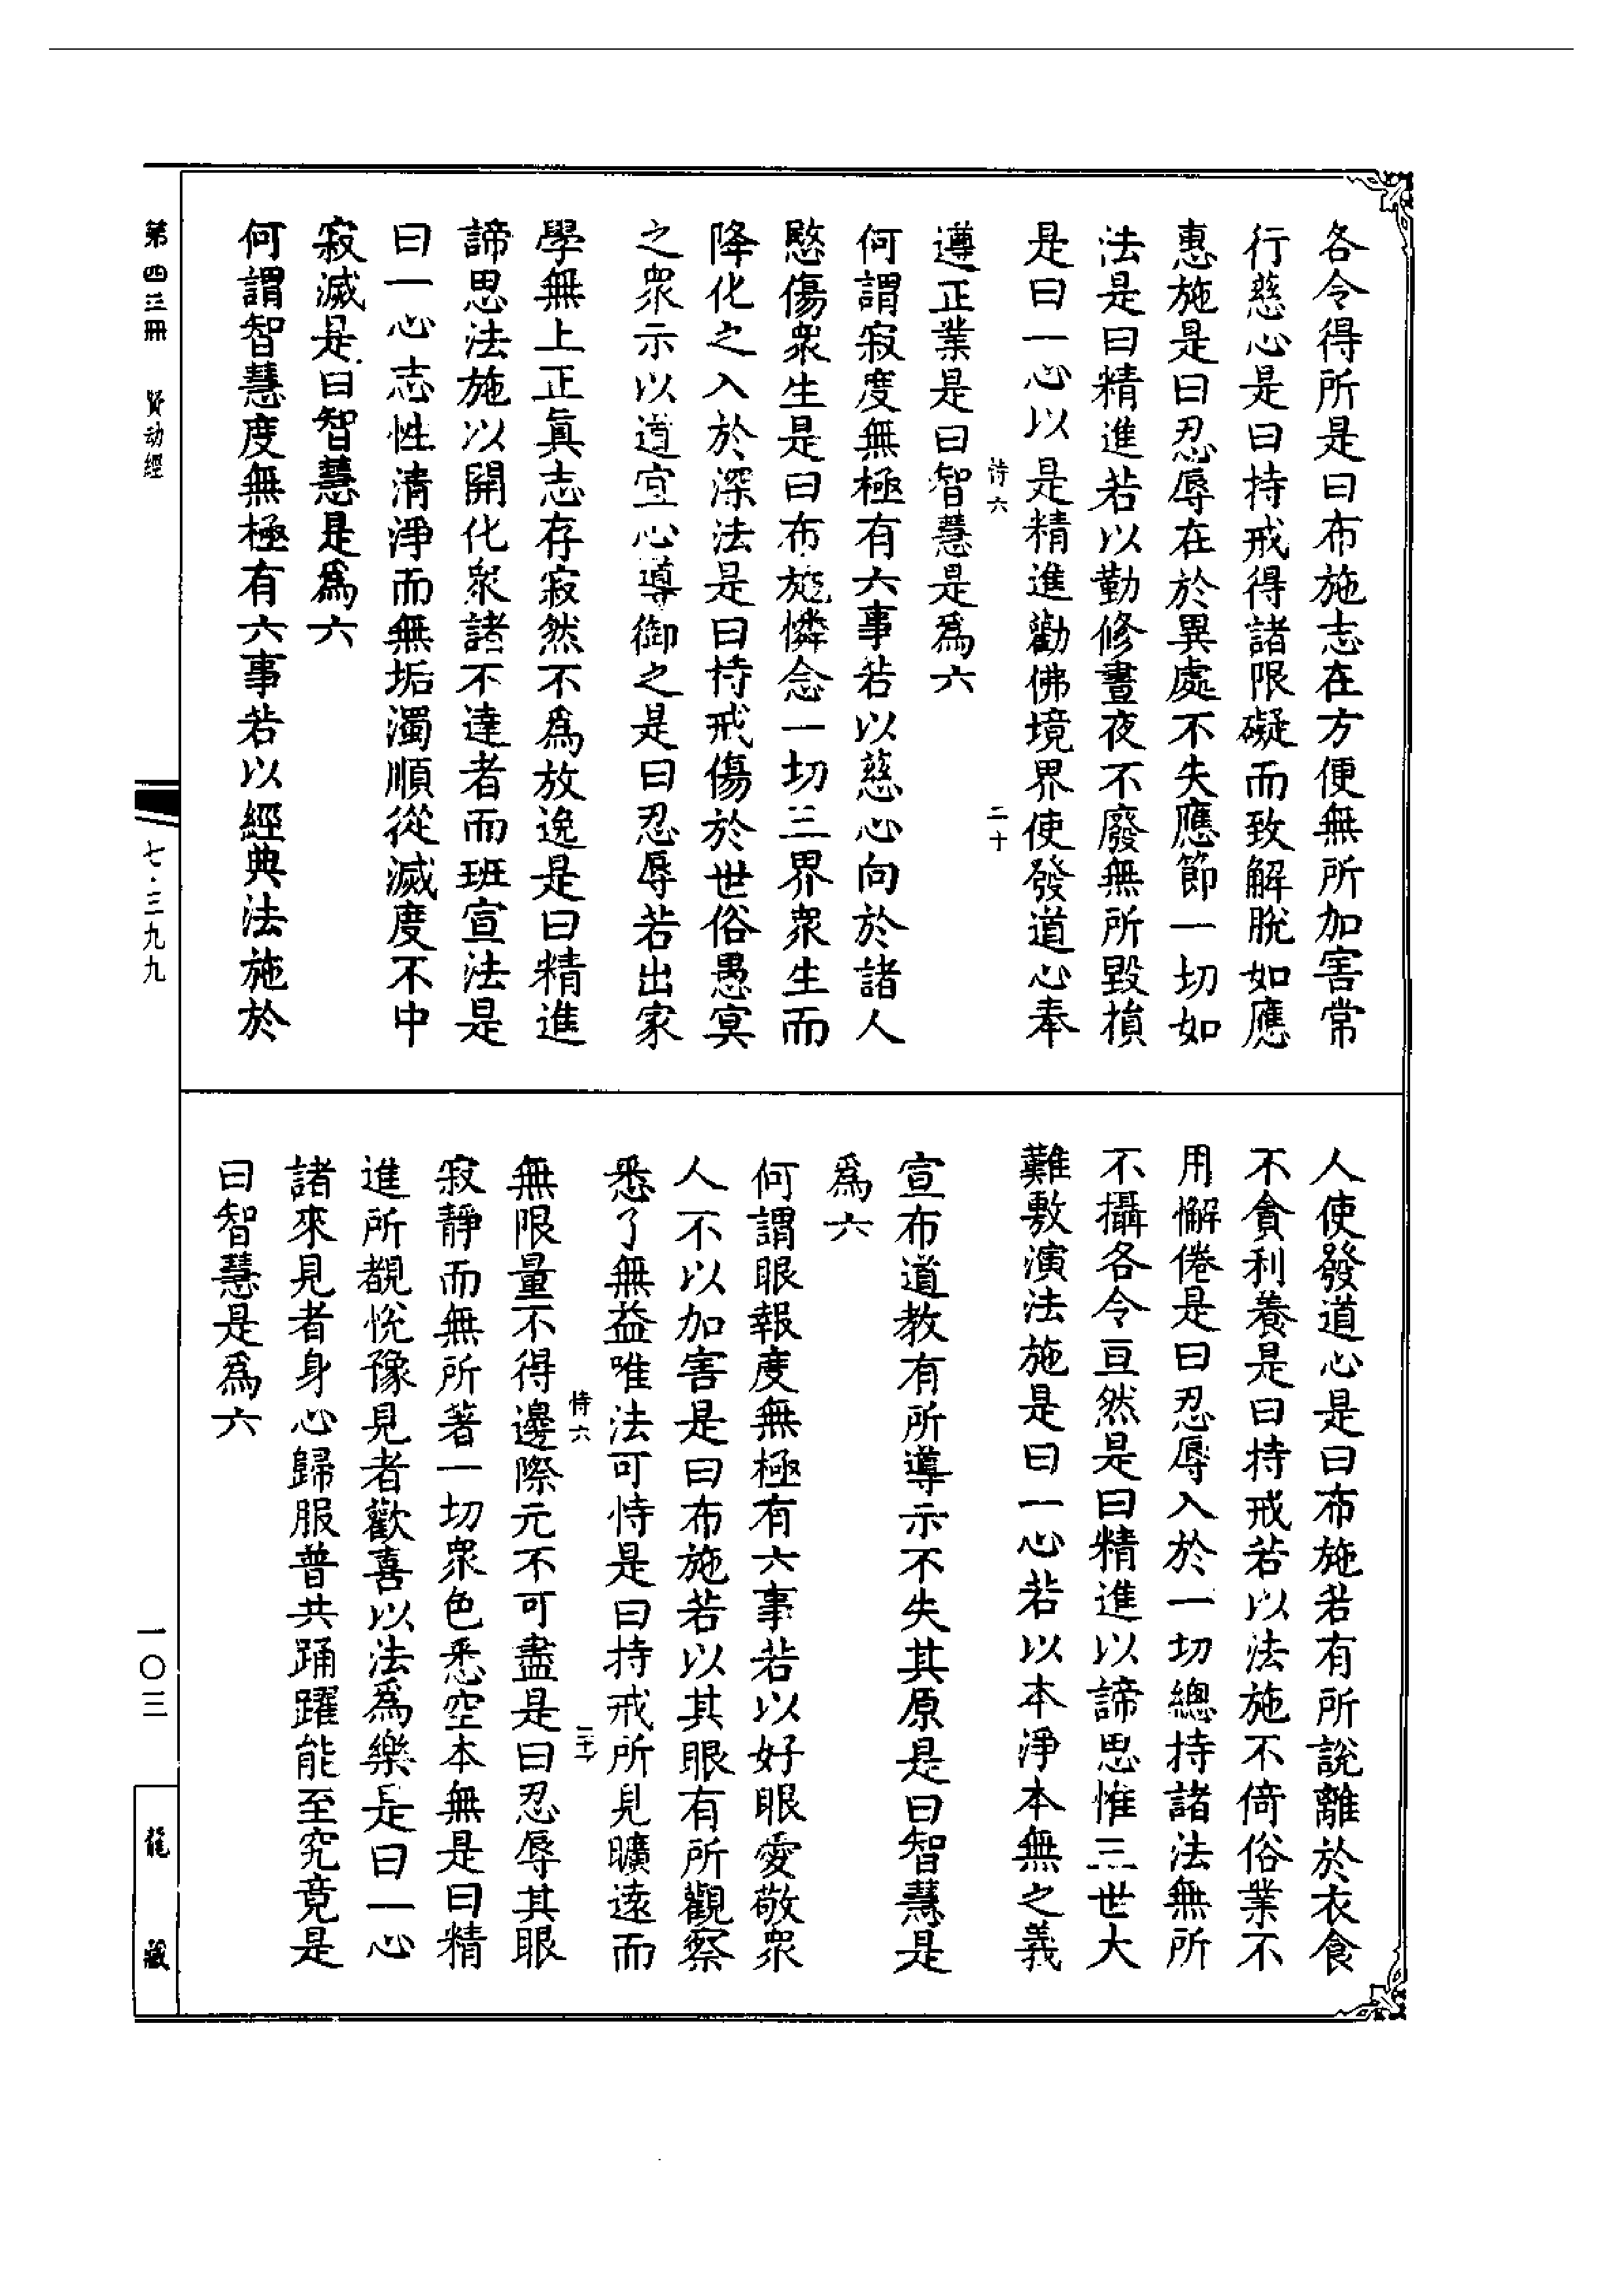 各令得所是曰布施志在方便無所加害常
行慈心是曰持戒得諸限礙而致解脫如應
惠施是曰忍辱在於異處不失應節一切如
法是曰精進若以勤修晝夜不廢無所毀損
是曰一心以是精進勸佛境界使發道心奉
恃六
二十
遵正業是曰智慧是爲六
何謂寂度無極有六事若以慈心向於諸人
愍傷衆生是曰布施憐念一切三界衆生而
降化之入於深法是曰持戒傷於世俗愚冥
之衆示以道宜心導御之是曰忍辱若出家
學無上正眞志存寂然不爲放逸是曰精進
諦思法施以開化衆諸不達者而班宣法是
曰一心志性清淨而無垢濁順從滅度不中
寂滅是曰智慧是爲六
何謂智慧度無極有六事若以經典法施於
人使發道心是曰布施若有所說離於衣食
不貪利養是曰持戒若以法施不倚俗業不
用懈倦是曰忍辱入於一切總持諸法無所
不攝各令亘然是曰精進以諦思惟三世大
難敷演法施是曰一心若以本淨本無之義
宣布道教有所導示不失其原是曰智慧是
爲六
何謂眼報度無極有六事若以好眼愛敬衆
人不以加害是曰布施若以其眼有所觀察
悉了無益唯法可恃是曰持戒所見曠遠而
恃六
二十一
無限量不得邊際元不可盡是曰忍辱其眼
寂靜而無所著一切衆色悉空本無是曰精
進所覩悅豫見者歡喜以法爲樂是曰一心
諸來見者身心歸服普共踊躍能至究竟是
曰智慧是爲六
第四三冊 賢劫經
七·三九九
一〇三
龍藏